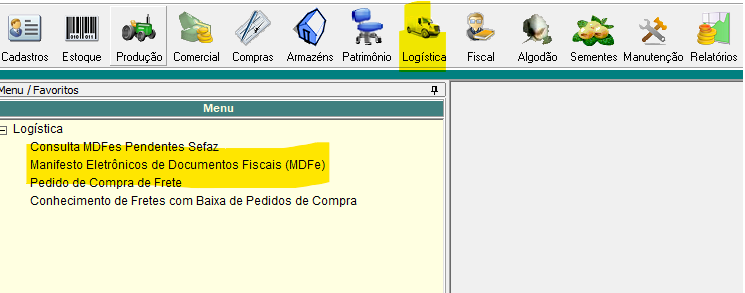 Cadastros Estoque Produção Comercial Compras Armazéns Patrimônio Logística Fiscal Algodão Sementes Manutenção Relatórios
Menu / Favoritos
Menu
Logística
Consulta MDFes Pendentes Sefaz
Manifesto Eletrônicos de Documentos Fiscais (MDFe)
Pedido de Compra de Frete
Conhecimento de Fretes com Baixa de Pedidos de Compra